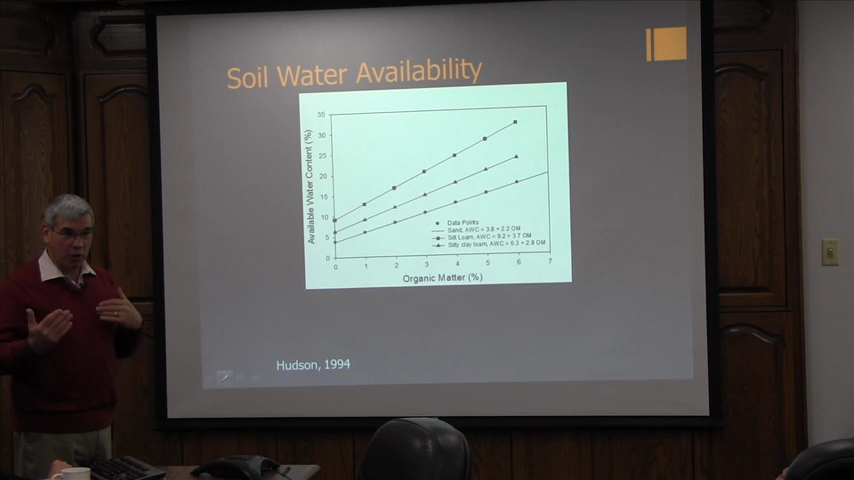 Soil Water Availability
35
30
25
20
15
10
5
0
Available Water Content (%)
Data Points
Sand, AWC = 3.8 + 2.2 OM
Silt Loam, AWC = 9.2 + 3.7 OM
Silty clay loam, AWC = 6.3 + 2.8 OM
0 1 2 3 4 5 6 7
Organic Matter (%)
Hudson, 1994